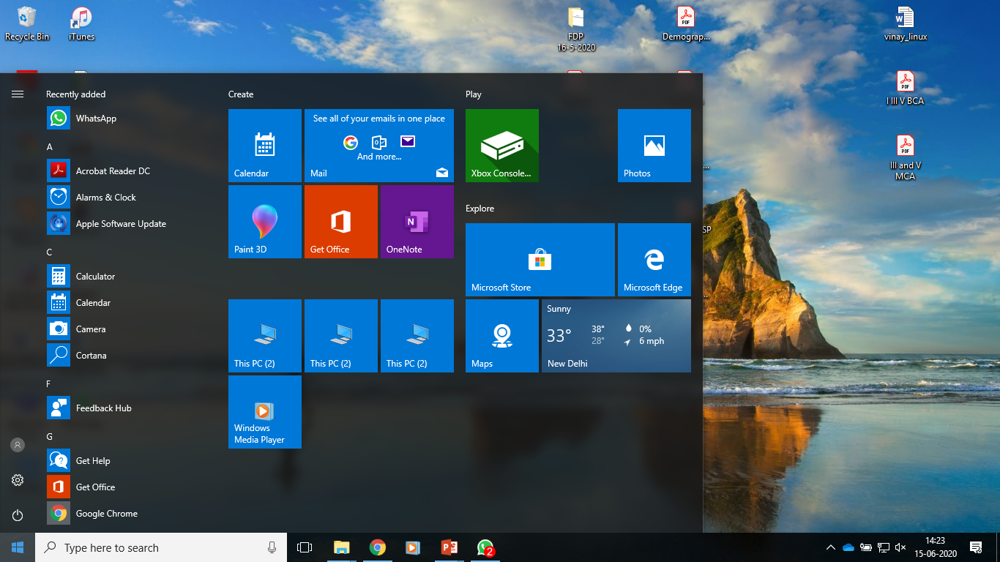 Recycle Bin
iTunes
FDP
16-5-2020
PDF
Demograp...
W
vinay_linux
PDF
I III V BCA
PDF
III and V
MCA
...
SP
Recently added
WhatsApp
A
Acrobat Reader DC
Alarms & Clock
Apple Software Update
C
Calculator
Calendar
Camera
Cortana
F
Feedback Hub
G
Get Help
Get Office
Google Chrome
Create
Calendar
See all of your emails in one place
And more...
Mail
Paint 3D
Get Office
N
OneNote
This PC (2)
This PC (2)
This PC (2)
Windows
Media Player
Play
Xbox Console...
Photos
Explore
Microsoft Store
Microsoft Edge
Maps
Sunny
33° 38° 0%
28° 6 mph
New Delhi
Type here to search
P
2
14:23
15-06-2020